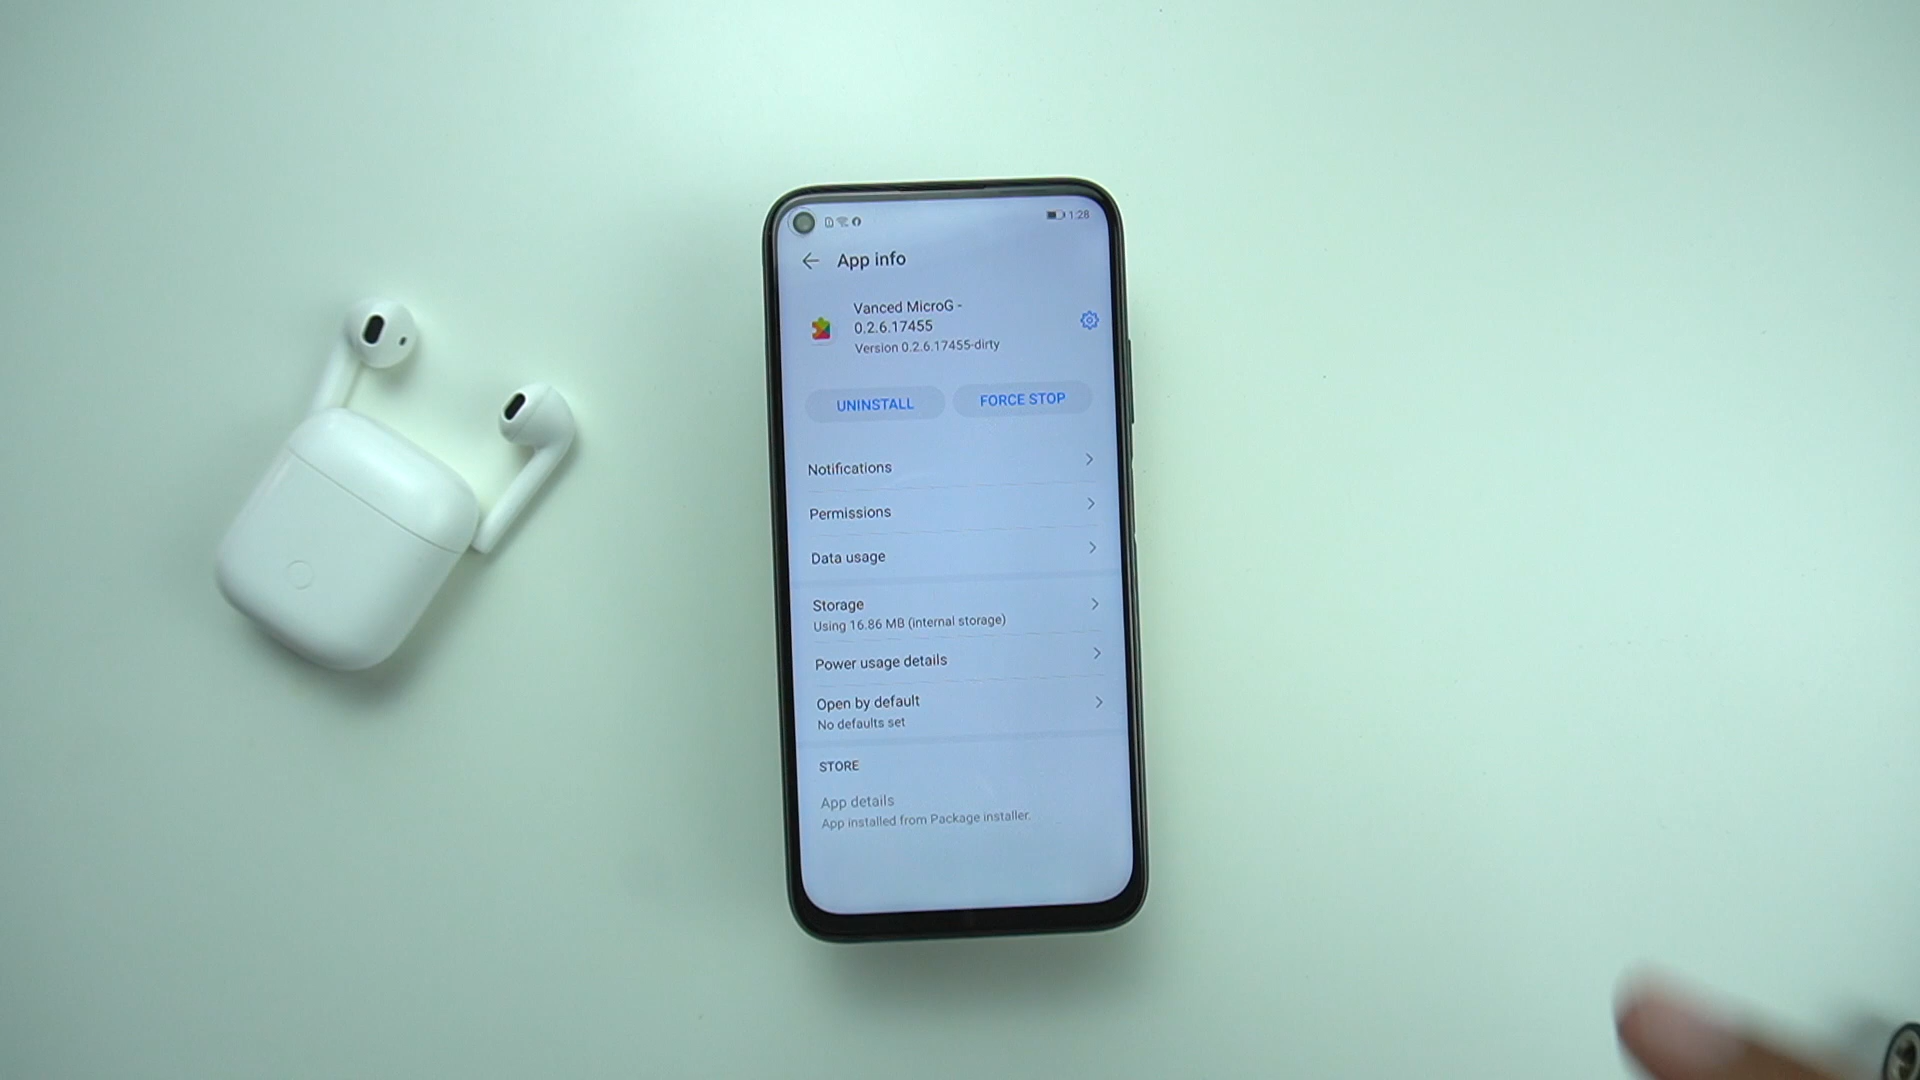 1:28
App info
Vanced MicroG -
0.2.6.17455
Version 0.2.6.17455-dirty
UNINSTALL
FORCE STOP
Notifications
Permissions
Data usage
Storage
Using 16.86 MB (internal storage)
Power usage details
Open by default
No defaults set
STORE
App details
App installed from Package installer.